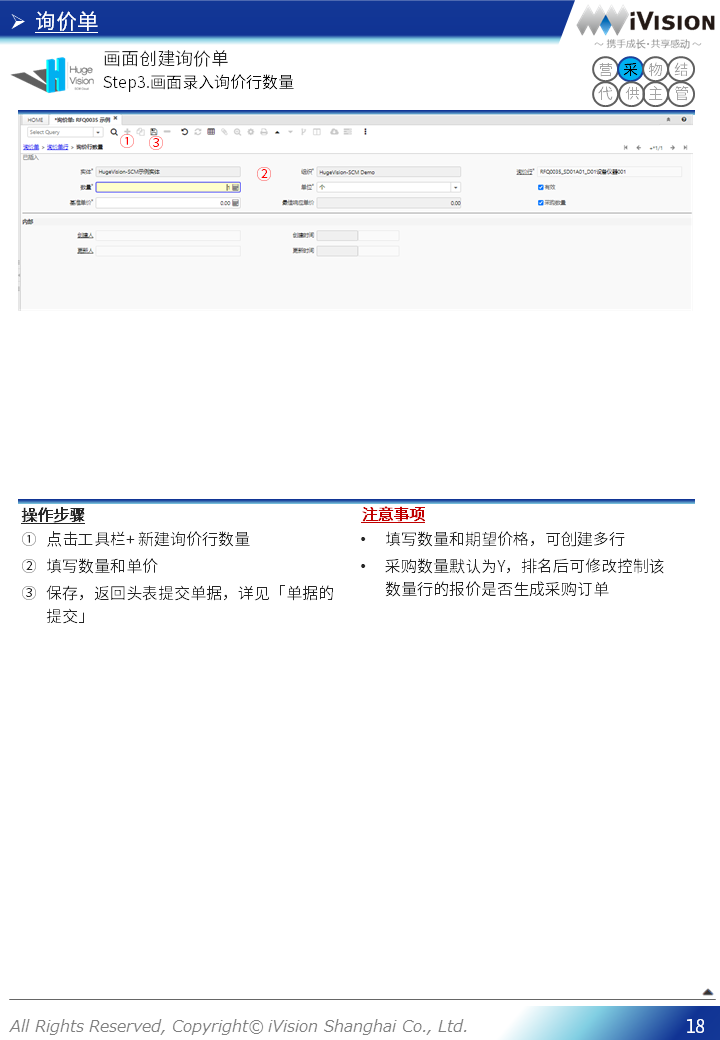 询价单
iVISION
～ 携手成长·共享感动 ～
Huge
Vision
画面创建询价单
Step3.画面录入询价行数量
营 采 物 结
代 供 主 管
HOME *询价单: RFQ0035 示例
Select Query
① ③
询价单 > 询价单行 > 询价行数量
+*1/1
已插入
实体* HugeVision-SCM示例实体 ② 组织* HugeVision-SCM Demo 询价行* RFQ0035_SD01A01_D01设备仪器001
数量* 1 单位* 个 有效
基准单价* 0.00 最佳响应单价 0.00 采购数量
内部
创建人 创建时间
更新人 更新时间
操作步骤
① 点击工具栏+ 新建询价行数量
② 填写数量和单价
③ 保存，返回头表提交单据，详见「单据的
提交」
注意事项
• 填写数量和期望价格，可创建多行
• 采购数量默认为Y，排名后可修改控制该
数量行的报价是否生成采购订单
All Rights Reserved, Copyright© iVision Shanghai Co., Ltd.
18